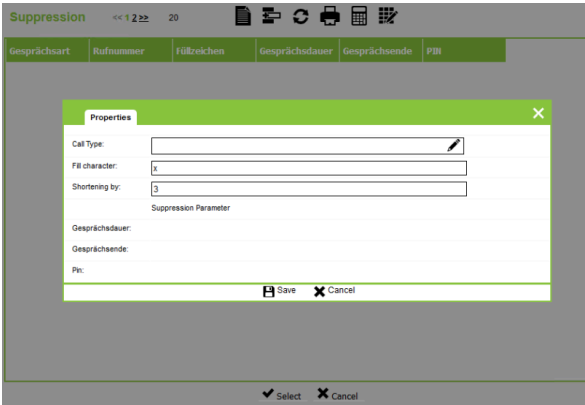 Suppression << 1 2 >> 20
Gesprächsart Rufnummer Füllzeichen Gesprächsdauer Gesprächsende PIN
Properties
Call Type:
Fill character: x
Shortening by: 3
Suppression Parameter
Gesprächsdauer:
Gesprächsende:
Pin:
Save Cancel
Select Cancel